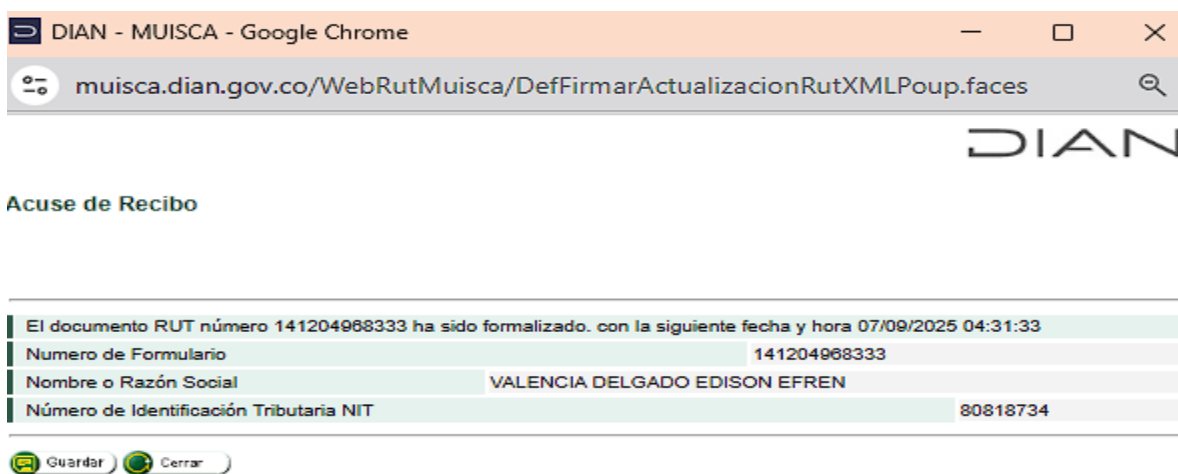 DIAN - MUISCA - Google Chrome
muisca.dian.gov.co/WebRutMuisca/DefFirmarActualizacionRutXMLPoup.faces
DIAN
Acuse de Recibo
El documento RUT número 141204968333 ha sido formalizado. con la siguiente fecha y hora 07/09/2025 04:31:33
Numero de Formulario 141204968333
Nombre o Razón Social VALENCIA DELGADO EDISON EFREN
Número de Identificación Tributaria NIT 80818734
Guardar Cerrar